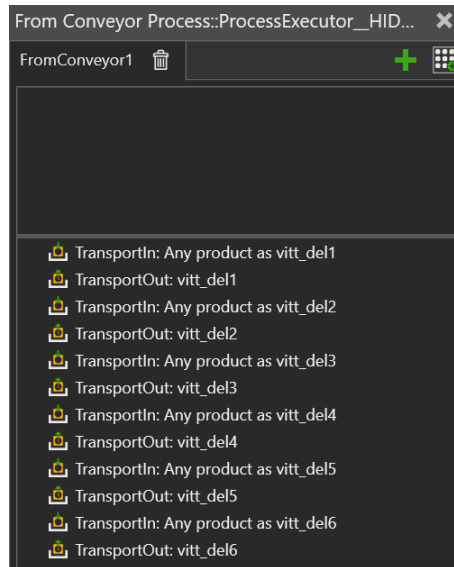 From Conveyor Process::ProcessExecutor__HID...
FromConveyor1
TransportIn: Any product as vitt_del1
TransportOut: vitt_del1
TransportIn: Any product as vitt_del2
TransportOut: vitt_del2
TransportIn: Any product as vitt_del3
TransportOut: vitt_del3
TransportIn: Any product as vitt_del4
TransportOut: vitt_del4
TransportIn: Any product as vitt_del5
TransportOut: vitt_del5
TransportIn: Any product as vitt_del6
TransportOut: vitt_del6